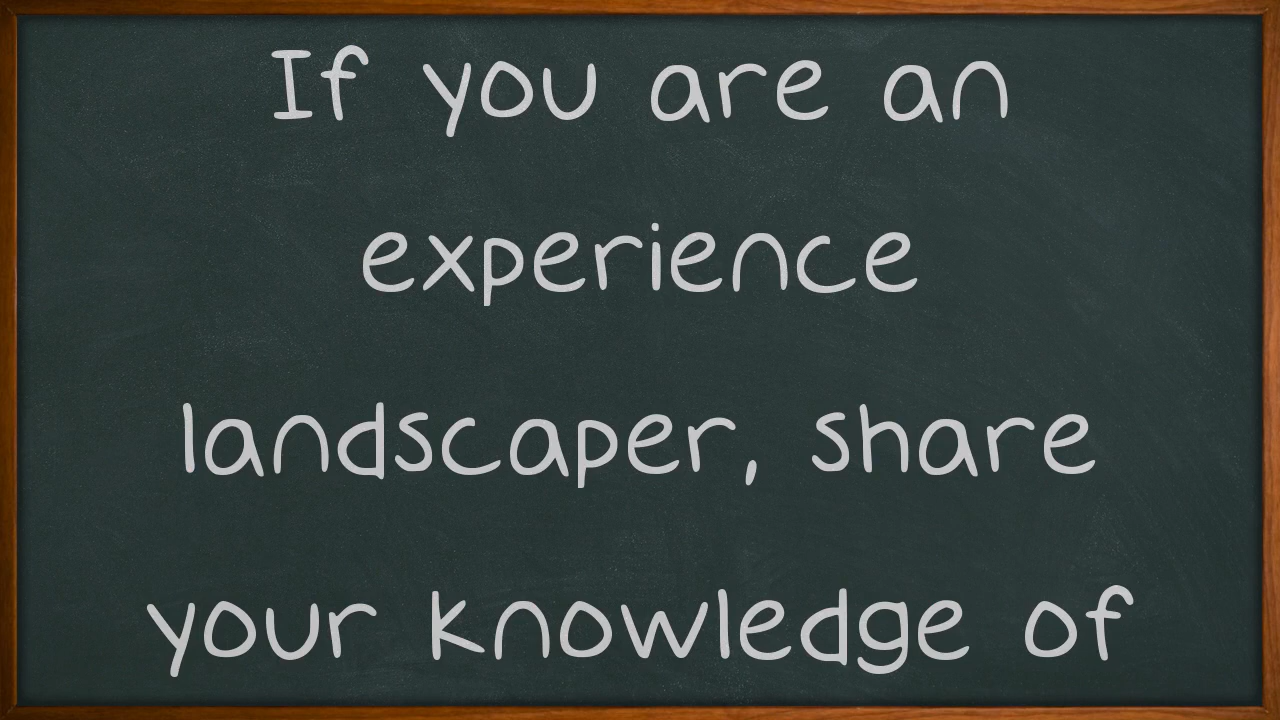 If you are an
experience
landscaper, share
your knowledge of